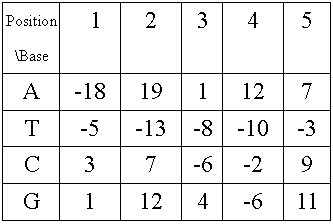 Position \Base 1 2 3 4 5
A -18 19 1 12 7
T -5 -13 -8 -10 -3
C 3 7 -6 -2 9
G 1 12 4 -6 11